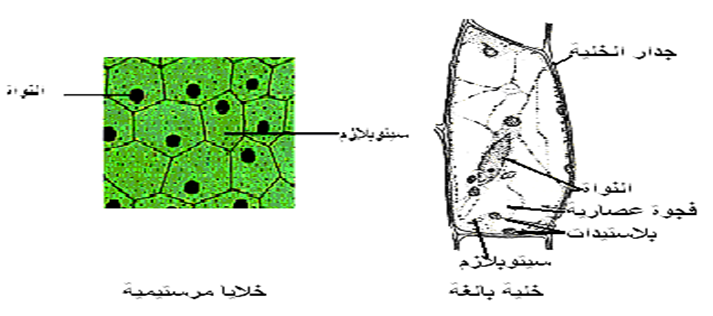 جدار الخلية
النواة
سيتوبلازم
النواة
فجوة عصارية
بلاستيدات
سيتوبلازم
خلية بالغة
خلايا مرستيمية